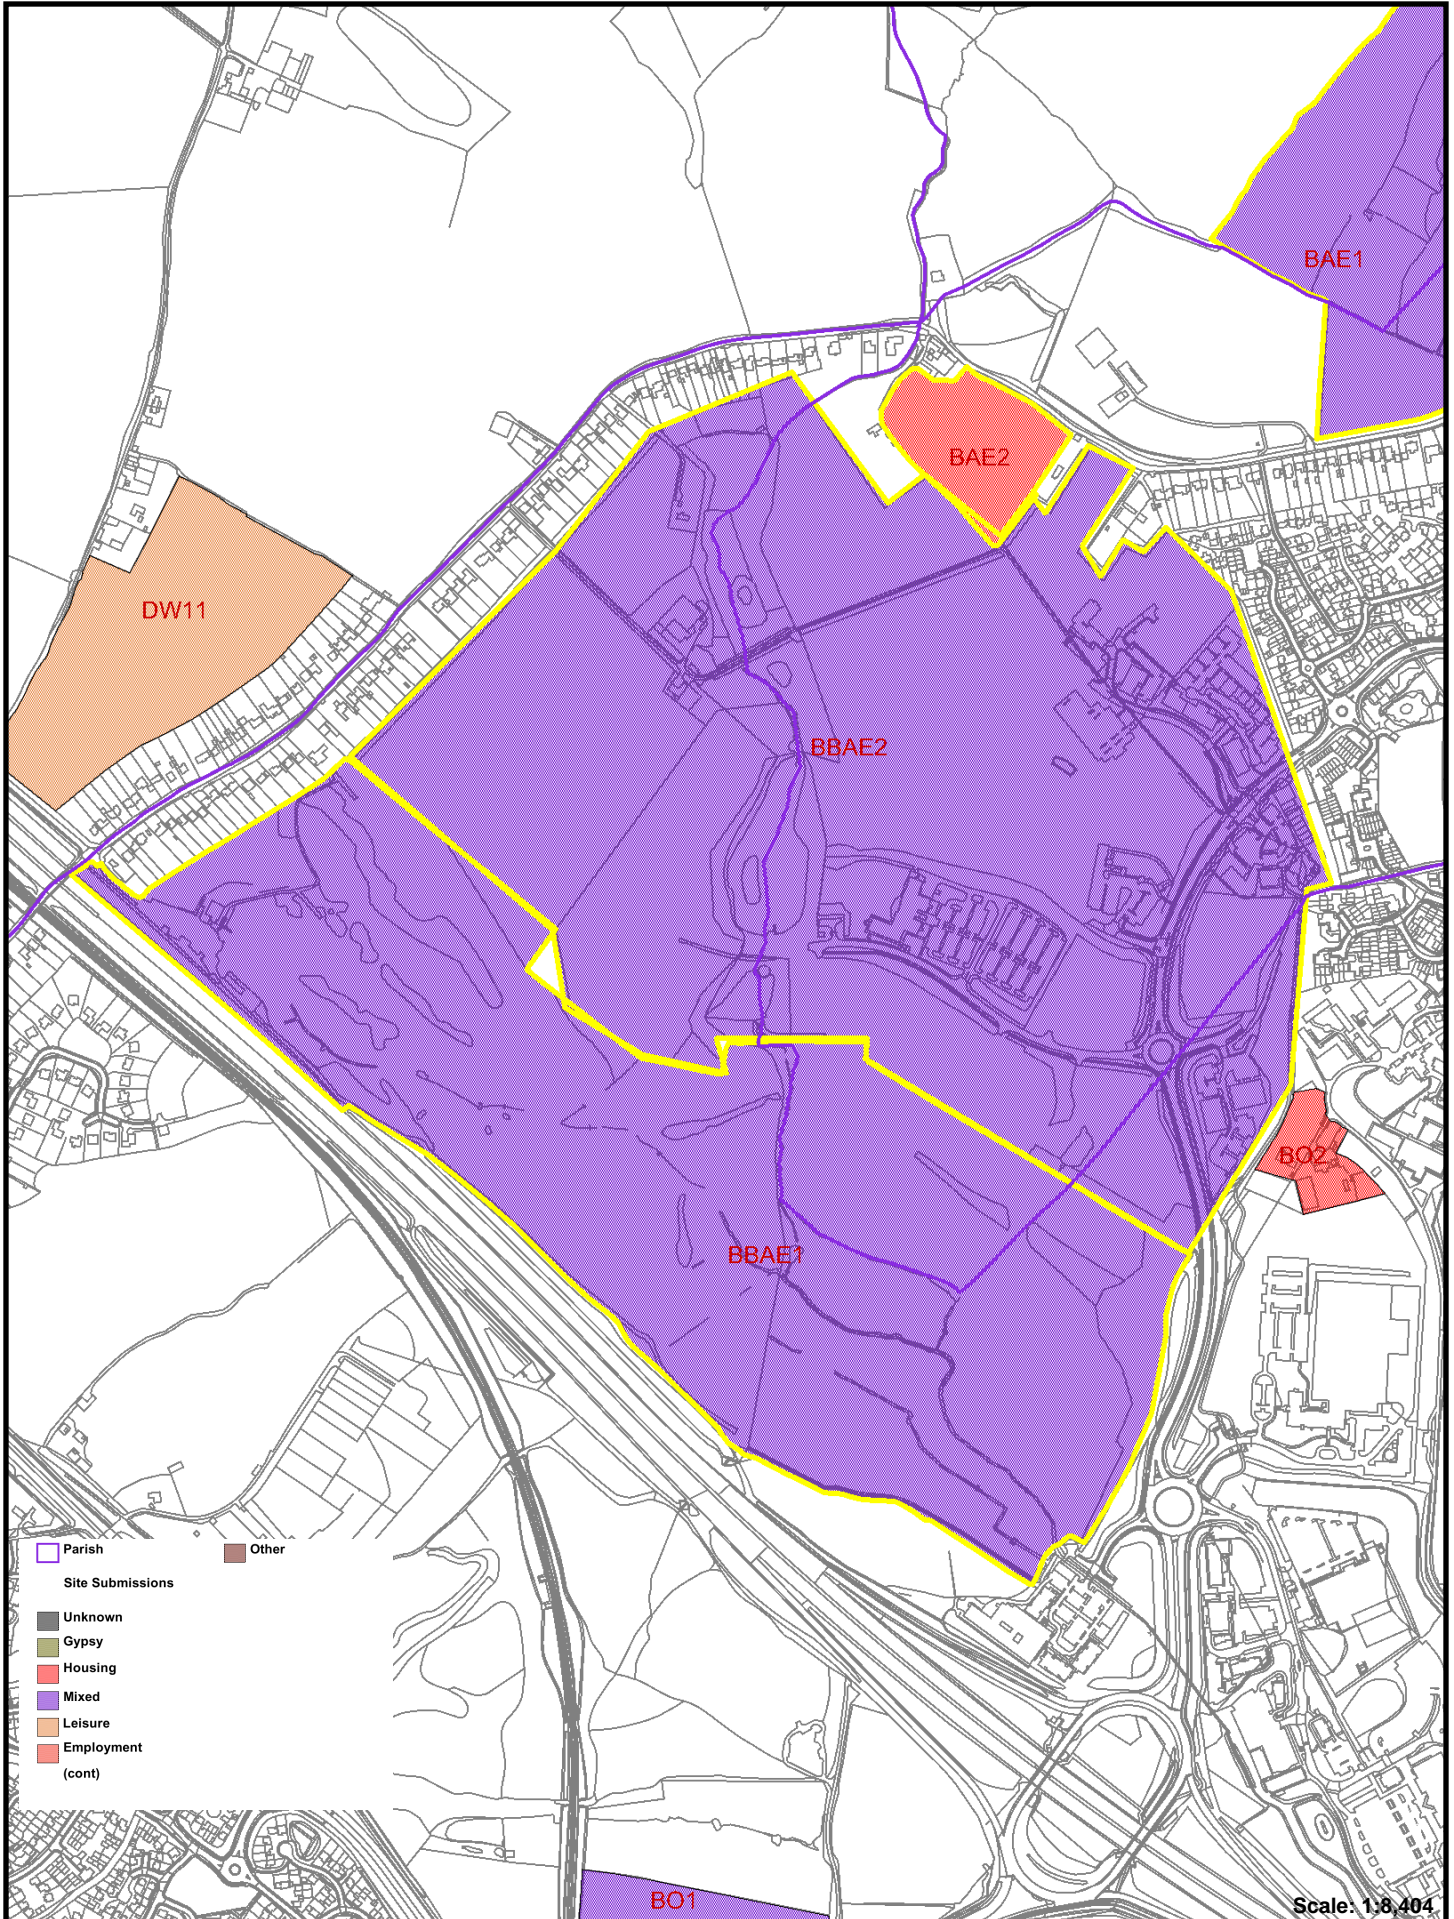 BAE1
BAE2
DW11
BBAE2
BO2
BBAE1
Parish
Other
Site Submissions
Unknown
Gypsy
Housing
Mixed
Leisure
Employment
(cont)
BO1
Scale: 1:8,404